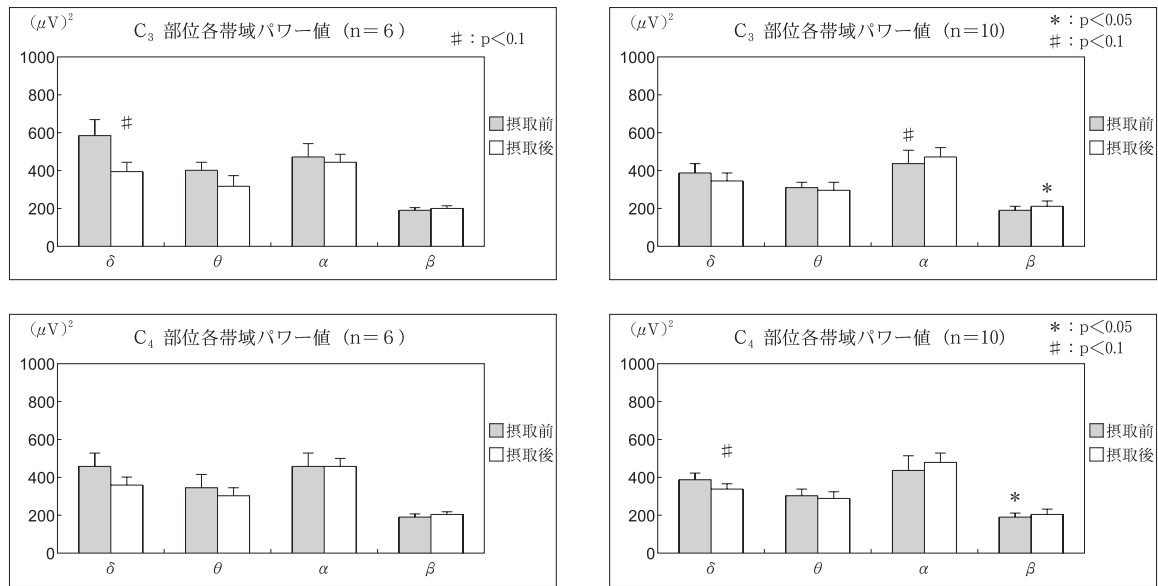 (μV)²
C₃ 部位各帯域パワー値 (n＝6)
♯：p＜0.1
1000
800
600
400
200
0
♯
δ
θ
α
β
摂取前
摂取後
(μV)²
C₃ 部位各帯域パワー値 (n＝10)
＊：p＜0.05
♯：p＜0.1
1000
800
600
400
200
0
♯
＊
δ
θ
α
β
摂取前
摂取後
(μV)²
C₄ 部位各帯域パワー値 (n＝6)
1000
800
600
400
200
0
δ
θ
α
β
摂取前
摂取後
(μV)²
C₄ 部位各帯域パワー値 (n＝10)
＊：p＜0.05
♯：p＜0.1
1000
800
600
400
200
0
♯
＊
δ
θ
α
β
摂取前
摂取後